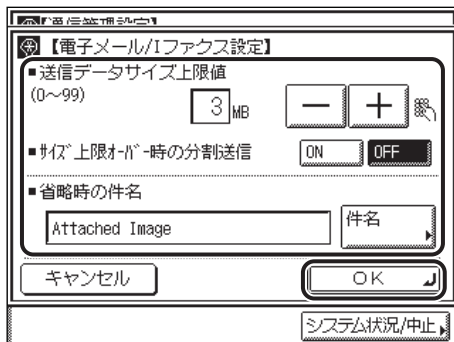 【通信管理設定】
【電子メール/Iファクス設定】
■送信データサイズ上限値
(0～99)
3 MB
－ ＋
■ｻｲｽﾞ上限ｵｰﾊﾞｰ時の分割送信
ON OFF
■省略時の件名
Attached Image
件名
キャンセル
OK
システム状況/中止